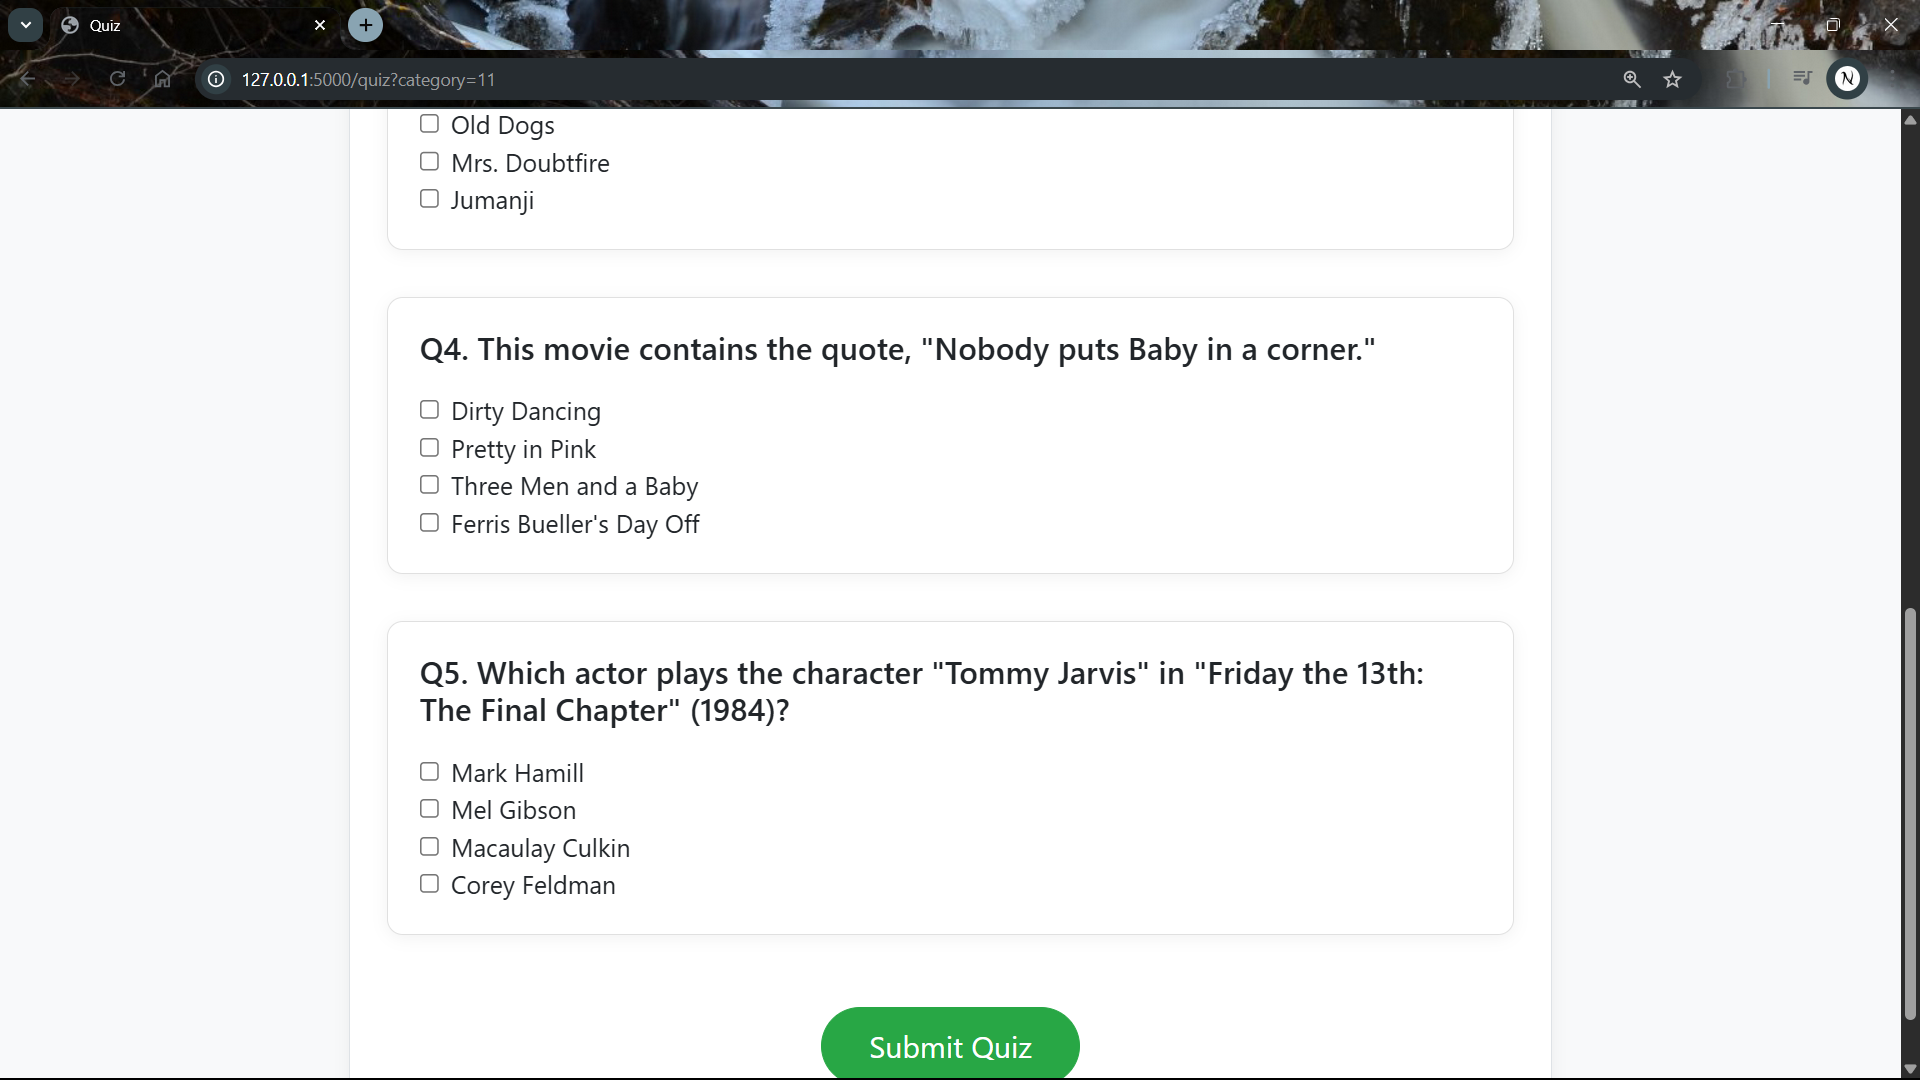 Quiz
127.0.0.1:5000/quiz?category=11
N
Old Dogs
Mrs. Doubtfire
Jumanji
Q4. This movie contains the quote, "Nobody puts Baby in a corner."
Dirty Dancing
Pretty in Pink
Three Men and a Baby
Ferris Bueller's Day Off
Q5. Which actor plays the character "Tommy Jarvis" in "Friday the 13th:
The Final Chapter" (1984)?
Mark Hamill
Mel Gibson
Macaulay Culkin
Corey Feldman
Submit Quiz